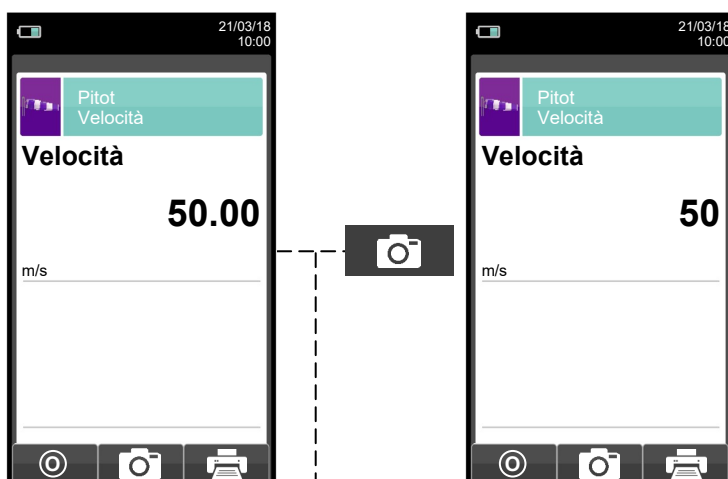 21/03/18
10:00
Pitot
Velocità
Velocità
50.00
m/s
21/03/18
10:00
Pitot
Velocità
Velocità
50
m/s